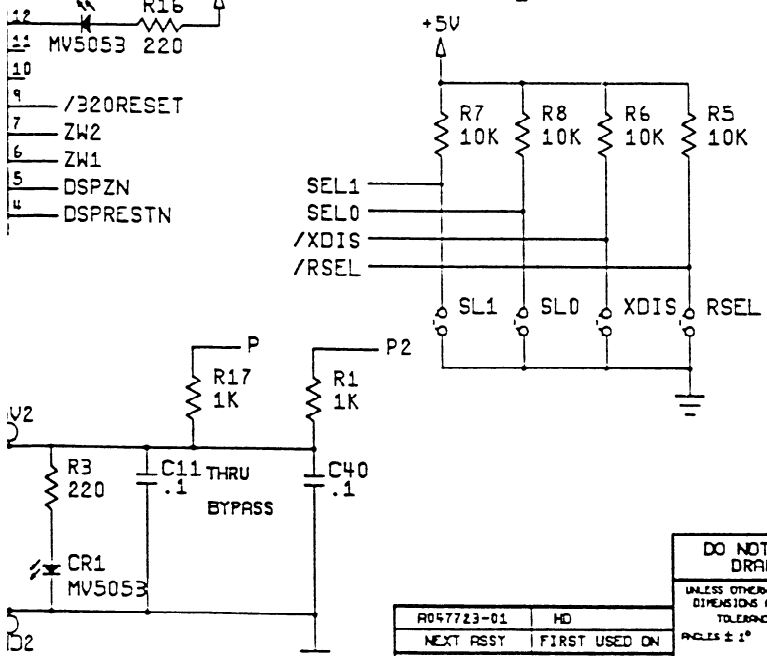 12
R16
MV5053 220
11
10
9 /320RESET
7 ZW2
6 ZW1
5 DSPZN
4 DSPRESTN
+5V
R7 10K
R8 10K
R6 10K
R5 10K
SEL1
SEL0
/XDIS
/RSEL
SL1
SL0
XDIS
RSEL
P
P2
R17 1K
R1 1K
V2
R3 220
C11 .1
THRU
BYPASS
C40 .1
CR1
MV5053
D2
A047723-01 HD
NEXT ASSY FIRST USED ON
DO NOT
UNLESS
DIMENSIONS
ANGLES ± 1°